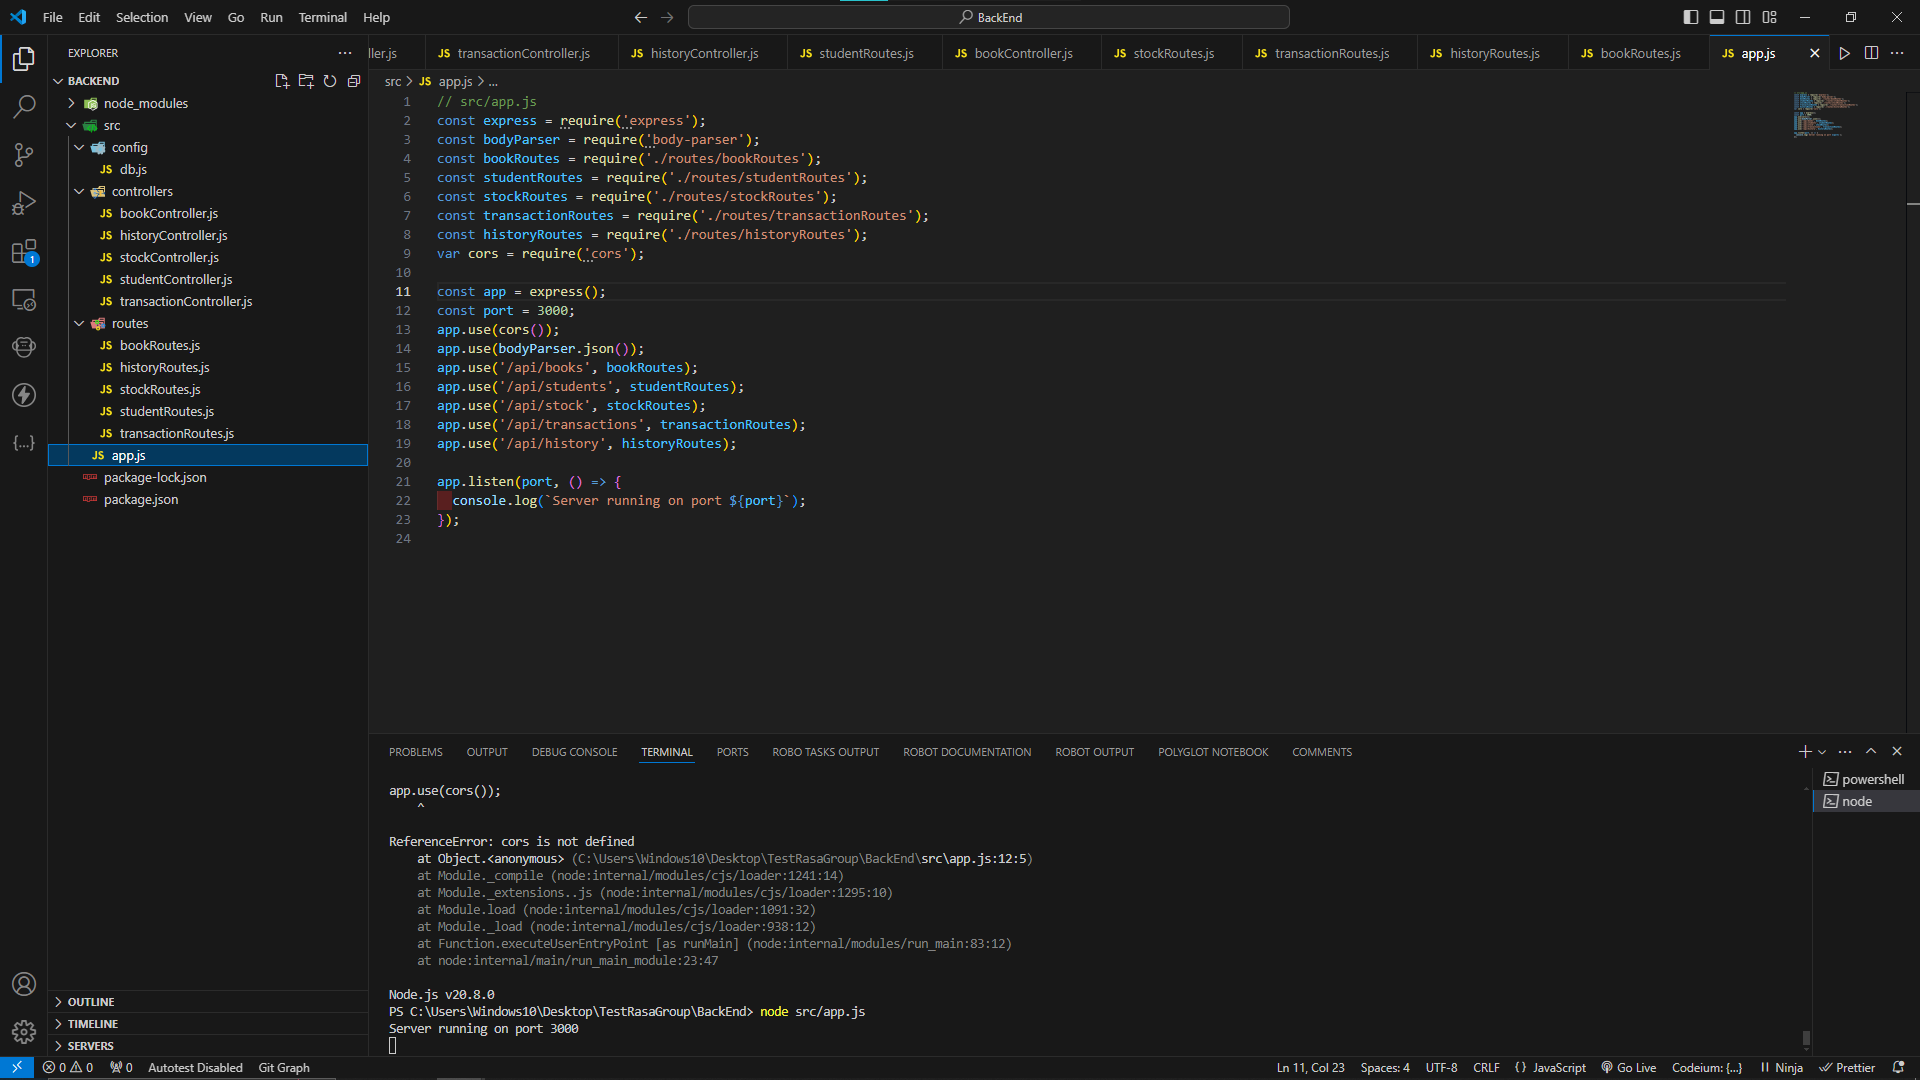 File Edit Selection View Go Run Terminal Help
BackEnd
EXPLORER
ller.js
transactionController.js
historyController.js
studentRoutes.js
bookController.js
stockRoutes.js
transactionRoutes.js
historyRoutes.js
bookRoutes.js
app.js
BACKEND
node_modules
src
config
db.js
controllers
bookController.js
historyController.js
stockController.js
studentController.js
transactionController.js
routes
bookRoutes.js
historyRoutes.js
stockRoutes.js
studentRoutes.js
transactionRoutes.js
app.js
package-lock.json
package.json
OUTLINE
TIMELINE
SERVERS
1
src > JS app.js > ...
1 // src/app.js
2 const express = require('express');
3 const bodyParser = require('body-parser');
4 const bookRoutes = require('./routes/bookRoutes');
5 const studentRoutes = require('./routes/studentRoutes');
6 const stockRoutes = require('./routes/stockRoutes');
7 const transactionRoutes = require('./routes/transactionRoutes');
8 const historyRoutes = require('./routes/historyRoutes');
9 var cors = require('cors');
10
11 const app = express();
12 const port = 3000;
13 app.use(cors());
14 app.use(bodyParser.json());
15 app.use('/api/books', bookRoutes);
16 app.use('/api/students', studentRoutes);
17 app.use('/api/stock', stockRoutes);
18 app.use('/api/transactions', transactionRoutes);
19 app.use('/api/history', historyRoutes);
20
21 app.listen(port, () => {
22   console.log(`Server running on port ${port}`);
23 });
24
PROBLEMS OUTPUT DEBUG CONSOLE TERMINAL PORTS ROBO TASKS OUTPUT ROBOT DOCUMENTATION ROBOT OUTPUT POLYGLOT NOTEBOOK COMMENTS
powershell
node
app.use(cors());
    ^
ReferenceError: cors is not defined
    at Object.<anonymous> (C:\Users\Windows10\Desktop\TestRasaGroup\BackEnd\src\app.js:12:5)
    at Module._compile (node:internal/modules/cjs/loader:1241:14)
    at Module._extensions..js (node:internal/modules/cjs/loader:1295:10)
    at Module.load (node:internal/modules/cjs/loader:1091:32)
    at Module._load (node:internal/modules/cjs/loader:938:12)
    at Function.executeUserEntryPoint [as runMain] (node:internal/modules/run_main:83:12)
    at node:internal/main/run_main_module:23:47
Node.js v20.8.0
PS C:\Users\Windows10\Desktop\TestRasaGroup\BackEnd> node src/app.js
Server running on port 3000
0 0 0 Autotest Disabled Git Graph Ln 11, Col 23 Spaces: 4 UTF-8 CRLF {} JavaScript Go Live Codeium: {...} Ninja Prettier